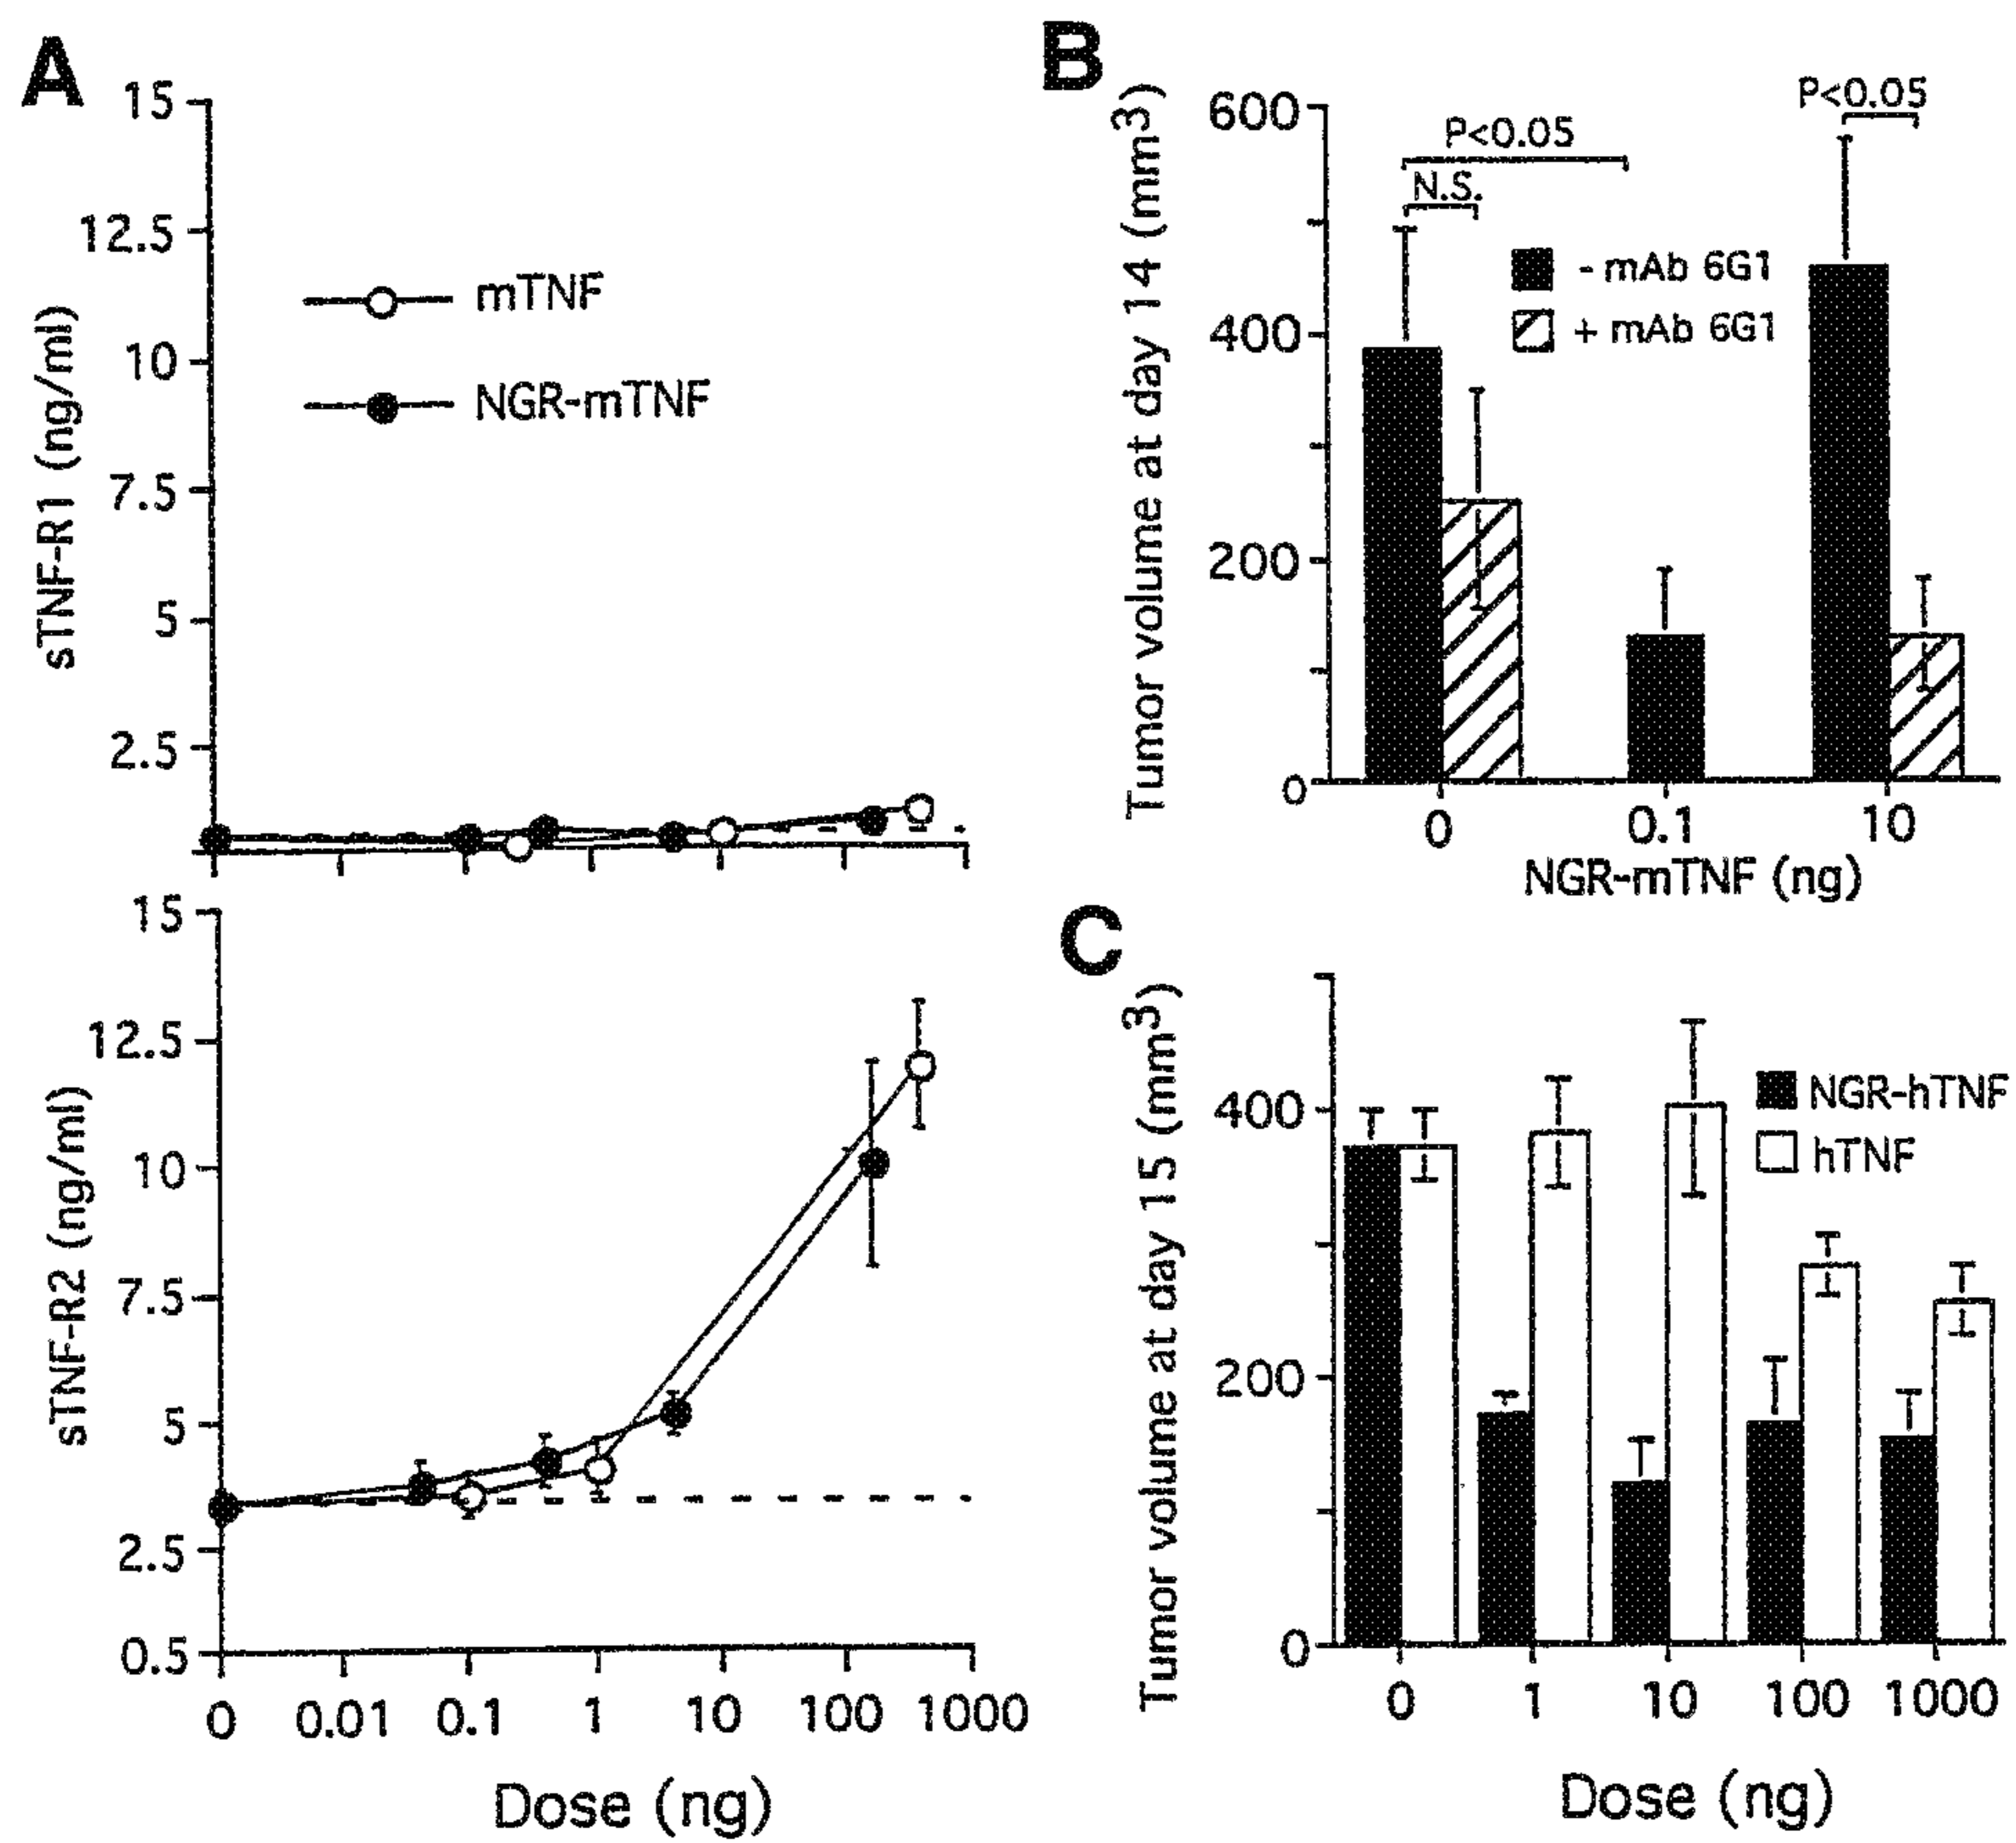 A
15
12.5
10
7.5
5
2.5
sTNF-R1 (ng/ml)
mTNF
NGR-mTNF
15
12.5
10
7.5
5
2.5
0.5
sTNF-R2 (ng/ml)
0 0.01 0.1 1 10 100 1000
Dose (ng)
B
600
400
200
0
Tumor volume at day 14 (mm3)
P<0.05
N.S.
P<0.05
- mAb 6G1
+ mAb 6G1
0 0.1 10
NGR-mTNF (ng)
C
400
200
0
Tumor volume at day 15 (mm3)
NGR-hTNF
hTNF
0 1 10 100 1000
Dose (ng)